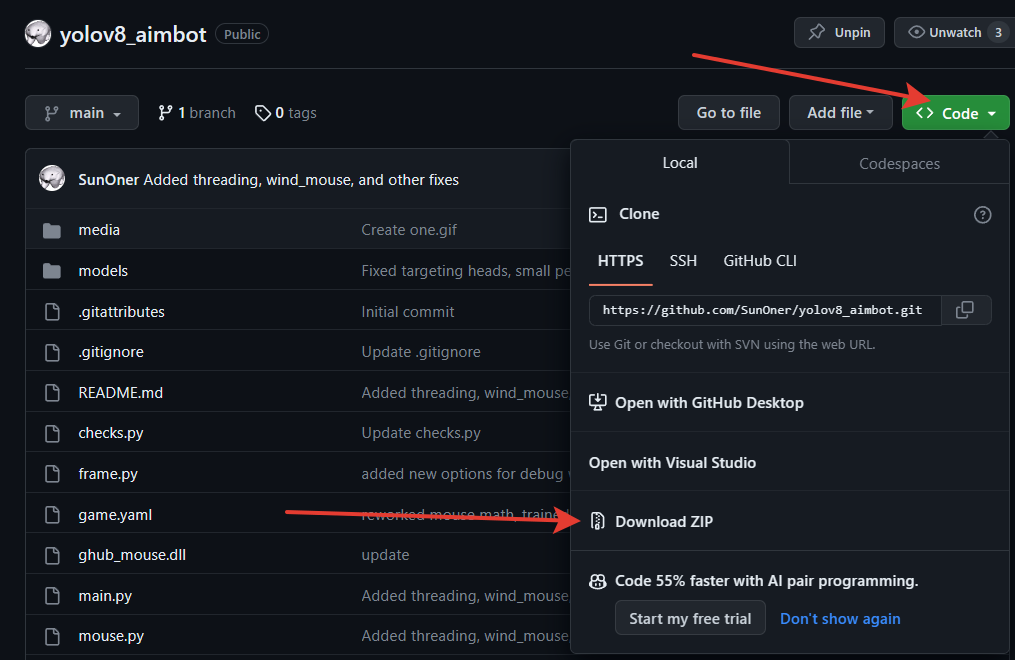 yolov8_aimbot Public Unpin Unwatch 3
main 1 branch 0 tags Go to file Add file Code
SunOner Added threading, wind_mouse, and other fixes
media Create one.gif
models Fixed targeting heads, small pe
.gitattributes Initial commit
.gitignore Update .gitignore
README.md Added threading, wind_mouse,
checks.py Update checks.py
frame.py added new options for debug
game.yaml reworked mouse math, traine
ghub_mouse.dll update
main.py Added threading, wind_mouse,
mouse.py Added threading, wind_mouse,
Local Codespaces
Clone
HTTPS SSH GitHub CLI
https://github.com/SunOner/yolov8_aimbot.git
Use Git or checkout with SVN using the web URL.
Open with GitHub Desktop
Open with Visual Studio
Download ZIP
Code 55% faster with AI pair programming.
Start my free trial Don't show again